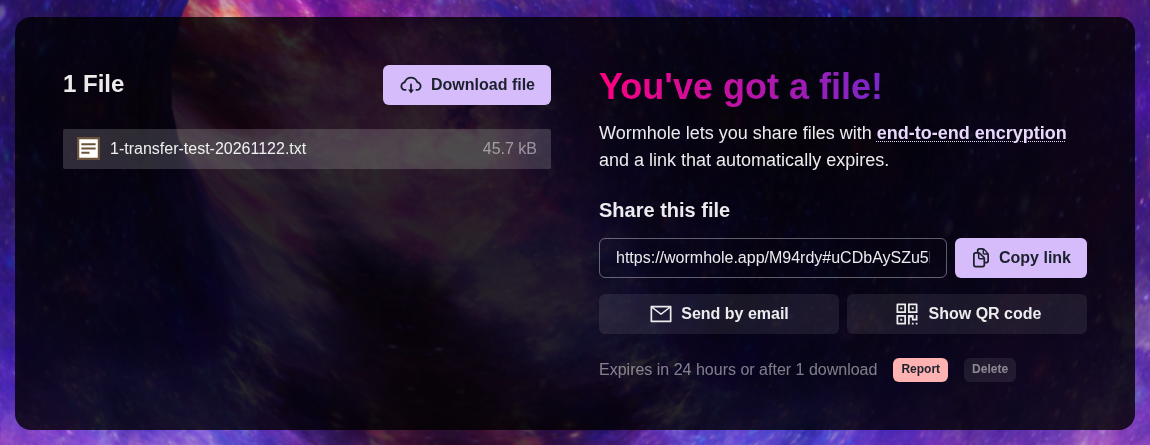 1 File
Download file
1-transfer-test-20261122.txt
45.7 kB
You've got a file!
Wormhole lets you share files with end-to-end encryption
and a link that automatically expires.
Share this file
https://wormhole.app/M94rdy#uCDbAySZu5
Copy link
Send by email
Show QR code
Expires in 24 hours or after 1 download
Report
Delete